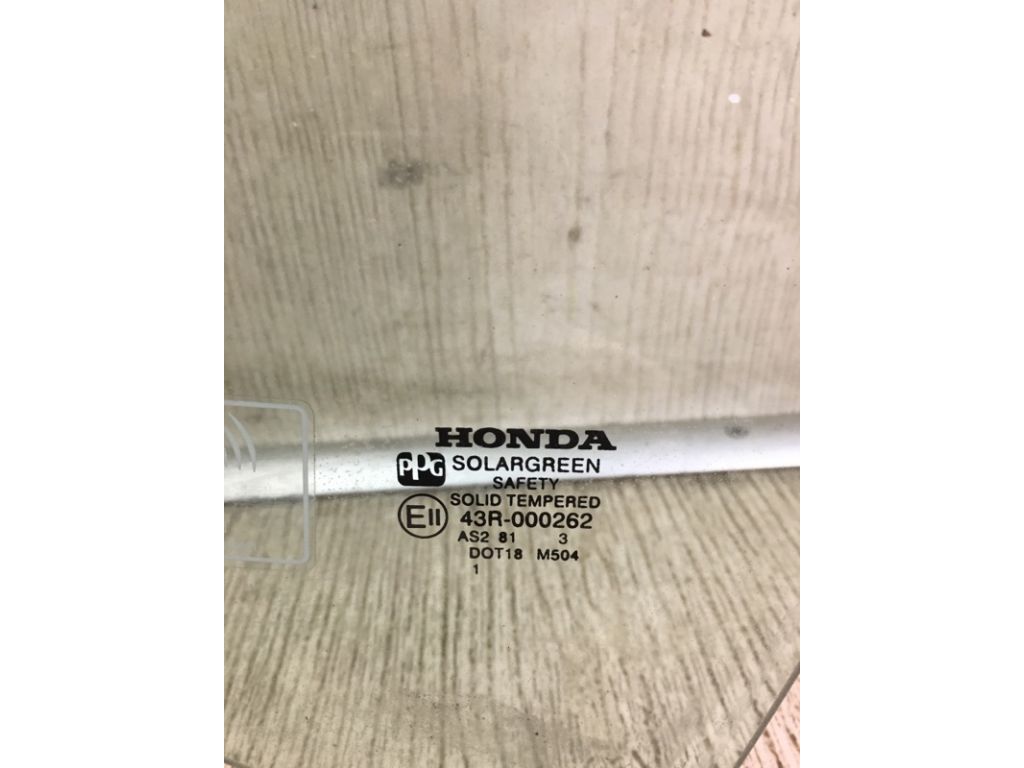 HONDA
PPG SOLARGREEN
SAFETY
SOLID TEMPERED
E11 43R-000262
AS2 81 3
DOT18 M504
1